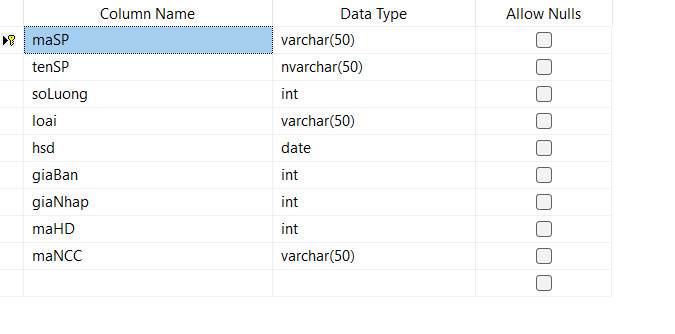 Column Name Data Type Allow Nulls
maSP varchar(50)
tenSP nvarchar(50)
soLuong int
loai varchar(50)
hsd date
giaBan int
giaNhap int
maHD int
maNCC varchar(50)